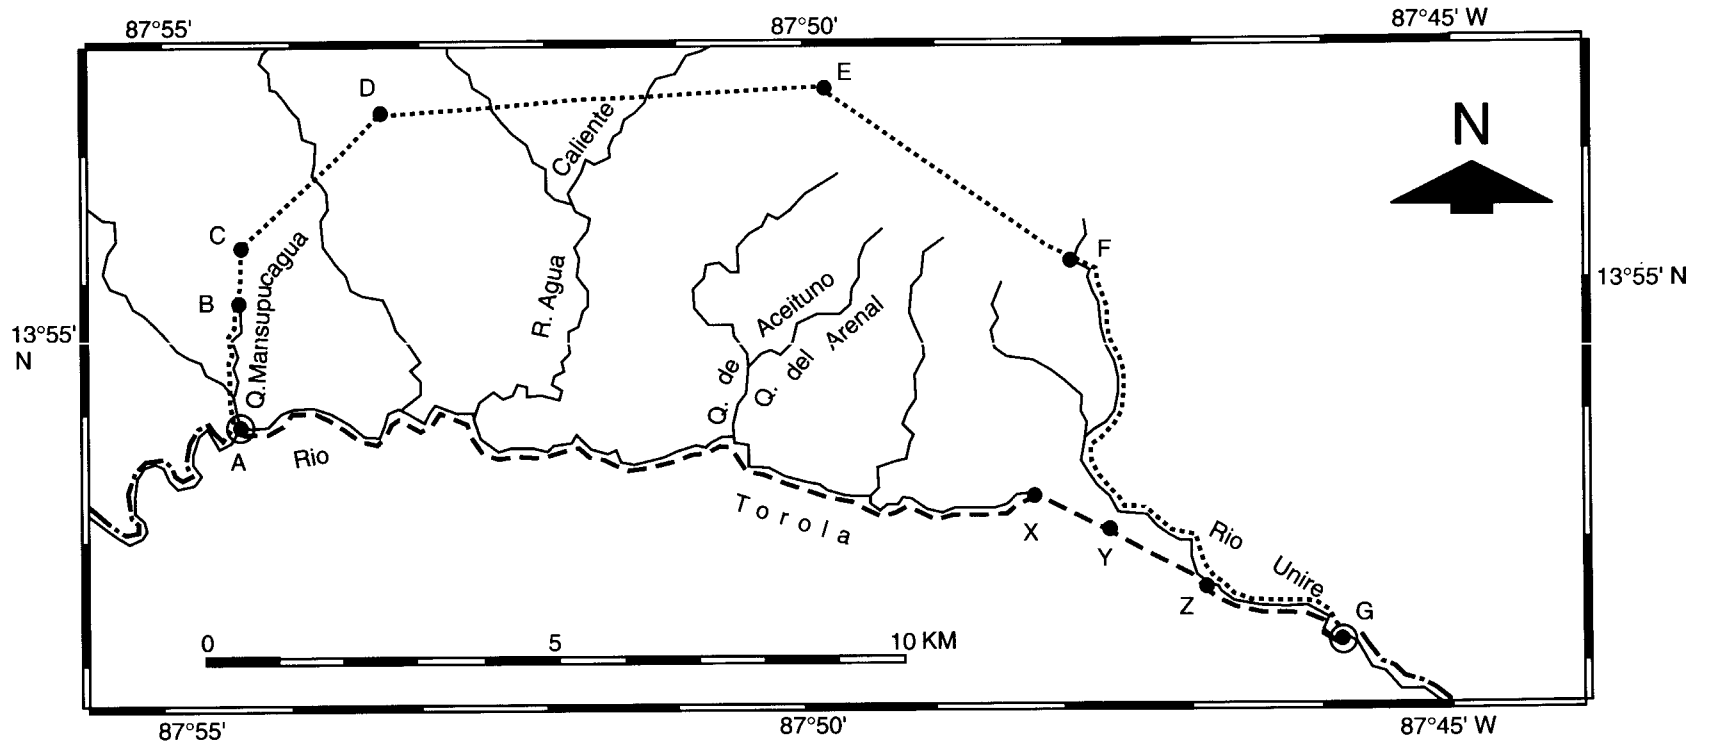 87°55'
87°50'
87°45' W
D
E
N
Caliente
C
Q.Mansupucagua
F
B
R. Agua
Aceituno
Q. de
Q. del Arenal
13°55' N
13°55'
N
A
Rio
Torola
X
Y
Z
Rio Unire
G
0
5
10 KM
87°55'
87°50'
87°45' W